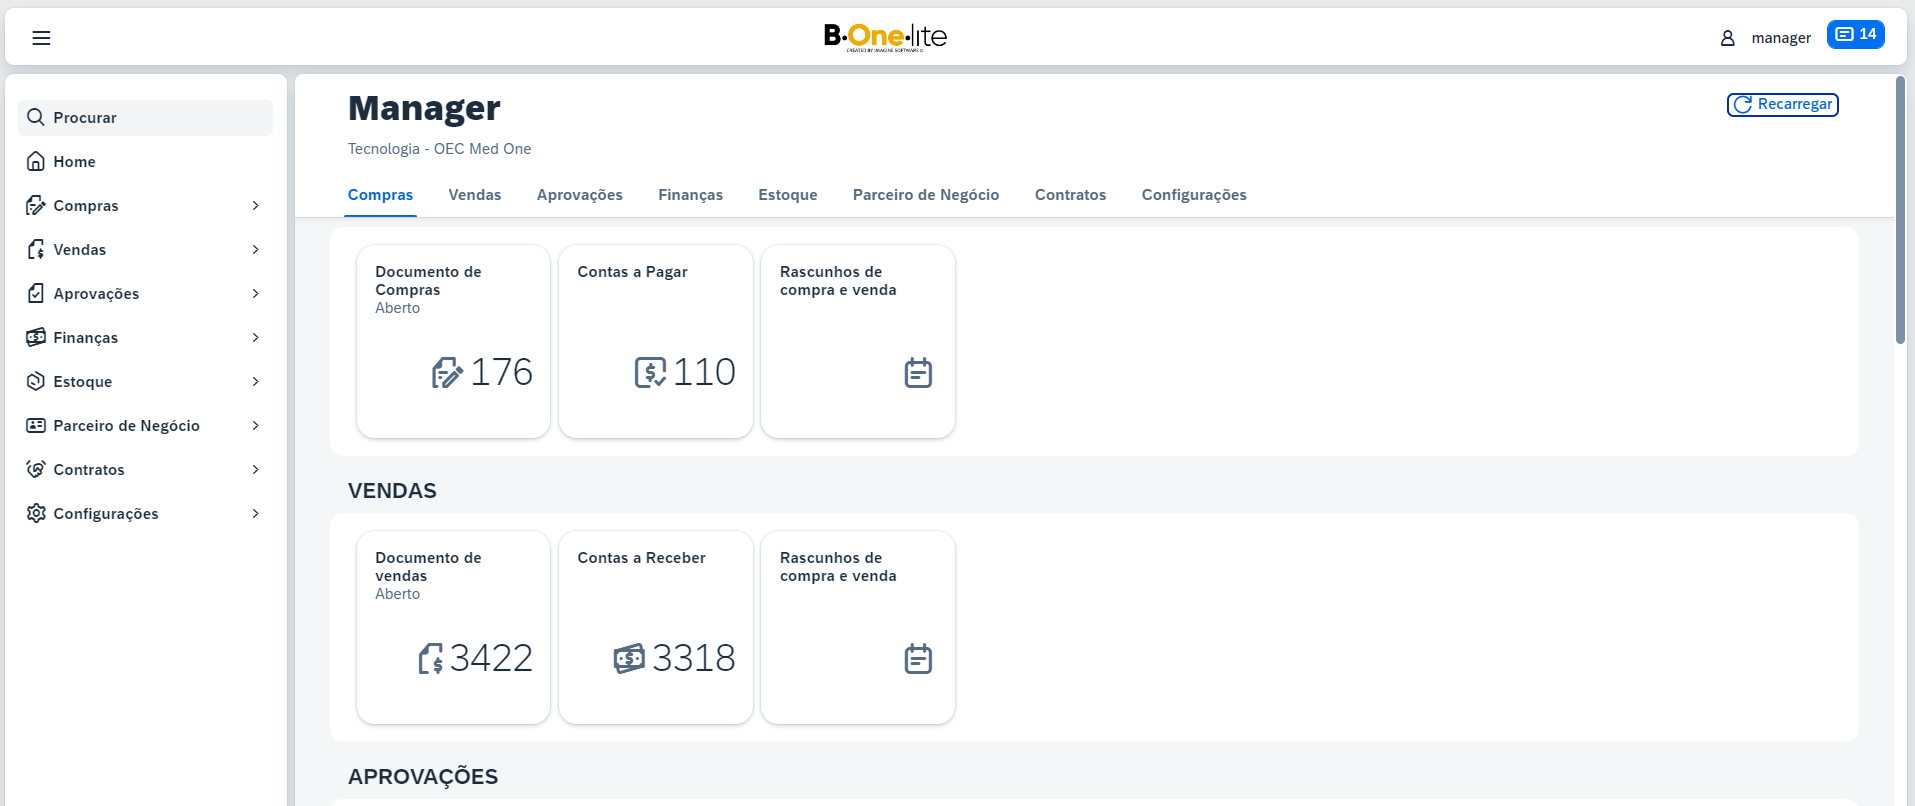 B·One·lite
CREATED BY IMAGINE SOFTWARE ®
manager
14
Procurar
Home
Compras
Vendas
Aprovações
Finanças
Estoque
Parceiro de Negócio
Contratos
Configurações
Manager
Recarregar
Tecnologia - OEC Med One
Compras Vendas Aprovações Finanças Estoque Parceiro de Negócio Contratos Configurações
Documento de
Compras
Aberto
176
Contas a Pagar
110
Rascunhos de
compra e venda
VENDAS
Documento de
vendas
Aberto
3422
Contas a Receber
3318
Rascunhos de
compra e venda
APROVAÇÕES